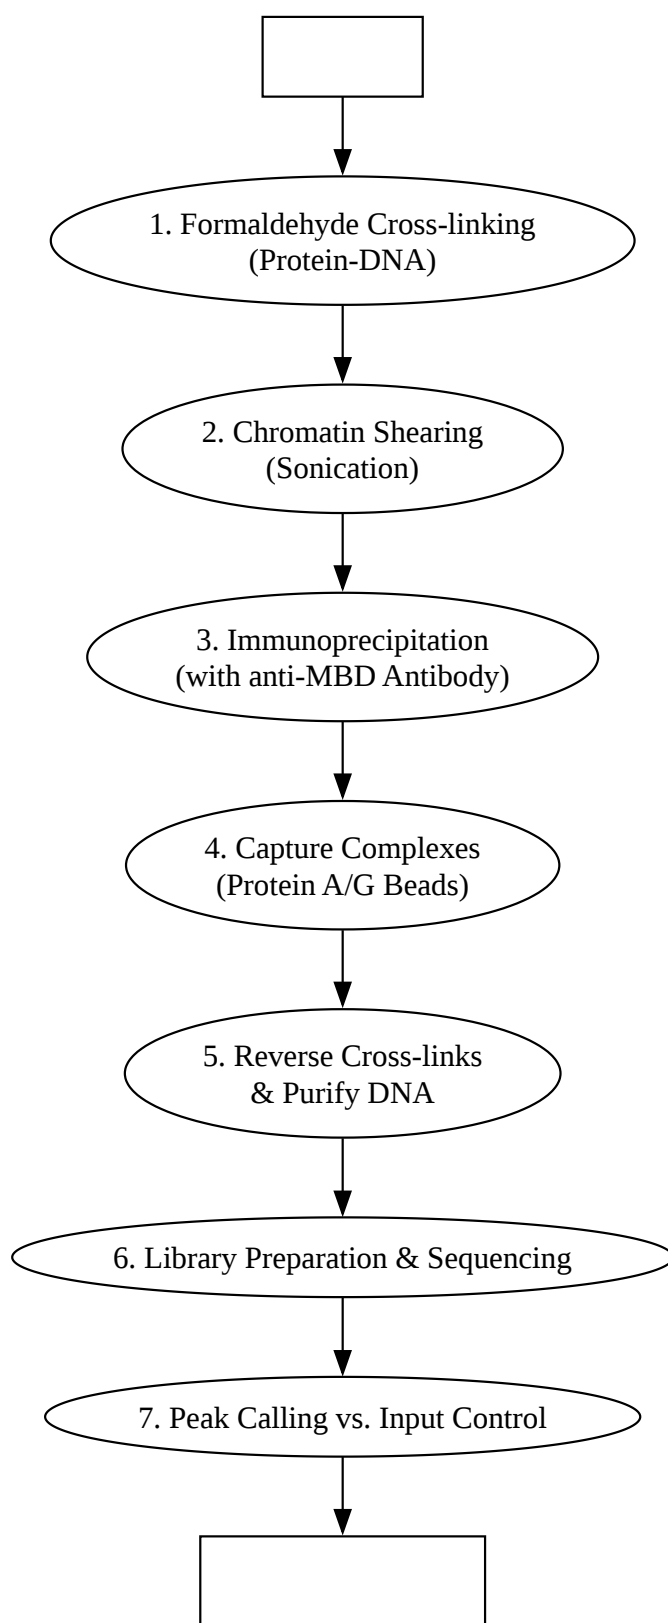 1. Formaldehyde Cross-linking
(Protein-DNA)
2. Chromatin Shearing
(Sonication)
3. Immunoprecipitation
(with anti-MBD Antibody)
4. Capture Complexes
(Protein A/G Beads)
5. Reverse Cross-links
& Purify DNA
6. Library Preparation & Sequencing
7. Peak Calling vs. Input Control